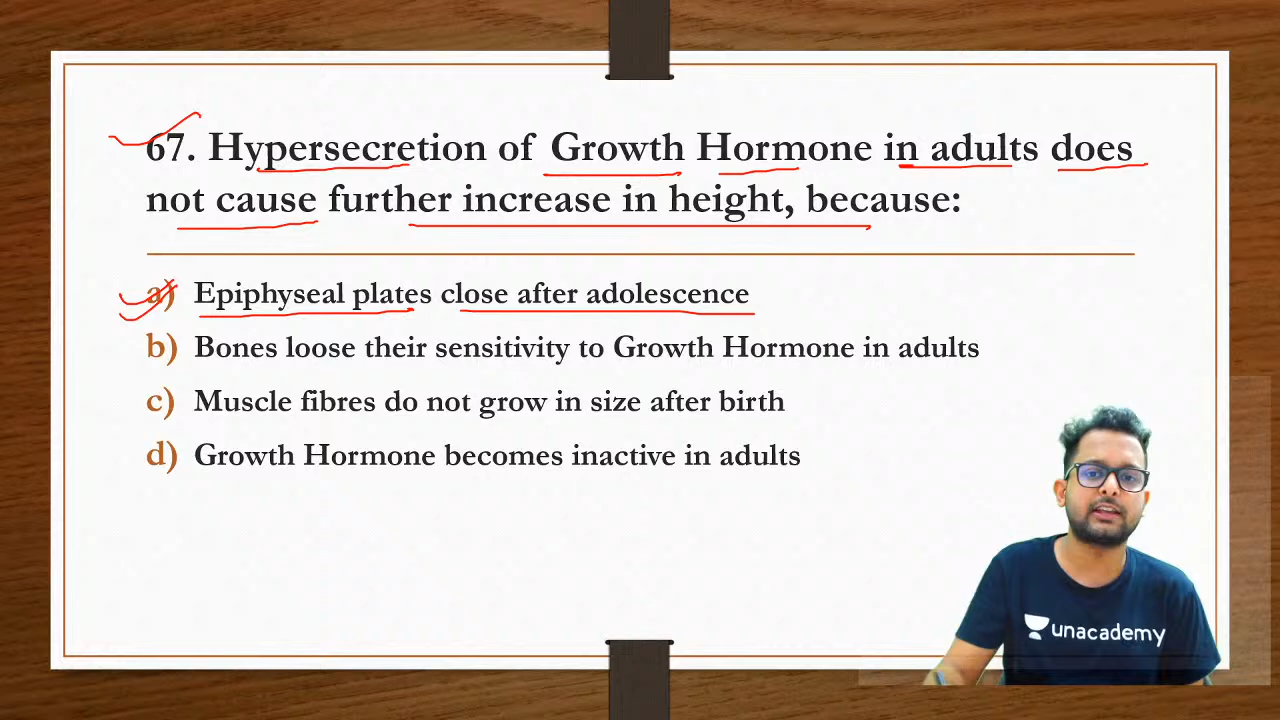 67. Hypersecretion of Growth Hormone in adults does
not cause further increase in height, because:
a) Epiphyseal plates close after adolescence
b) Bones loose their sensitivity to Growth Hormone in adults
c) Muscle fibres do not grow in size after birth
d) Growth Hormone becomes inactive in adults
unacademy